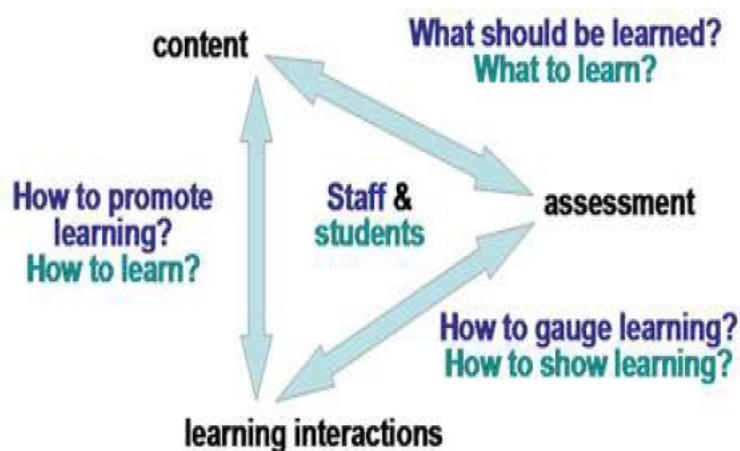 content
What should be learned?
What to learn?
How to promote
learning?
How to learn?
Staff &
students
assessment
How to gauge learning?
How to show learning?
learning interactions